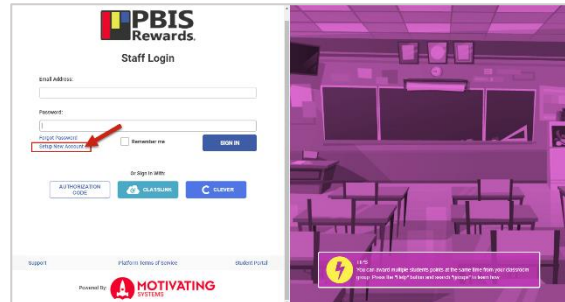 PBIS
Rewards.
Staff Login
Email Address:
Password:
Forgot Password
Setup New Account
Remember me
SIGN IN
Or Sign In With:
AUTHORIZATION
CODE
CLASSLINK
CLEVER
Support
Platform Terms of Service
Student Portal
Powered By:
MOTIVATING
SYSTEMS
TIPS
You can award multiple students points at the same time from your classroom
group. Press the "Help" button and search "groups" to learn how